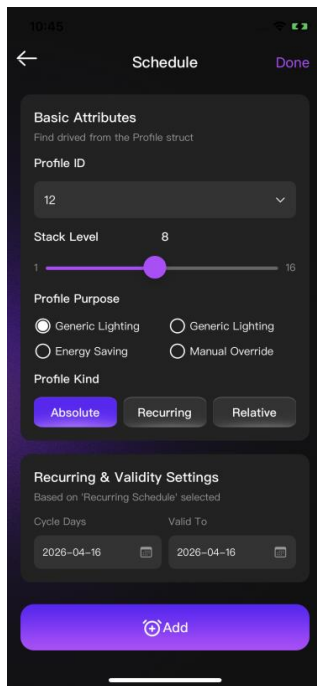 10:45
Schedule
Done
Basic Attributes
Find drived from the Profile struct
Profile ID
12
Stack Level 8
1 16
Profile Purpose
Generic Lighting Generic Lighting
Energy Saving Manual Override
Profile Kind
Absolute Recurring Relative
Recurring & Validity Settings
Based on 'Recurring Schedule' selected
Cycle Days Valid To
2026-04-16 2026-04-16
Add